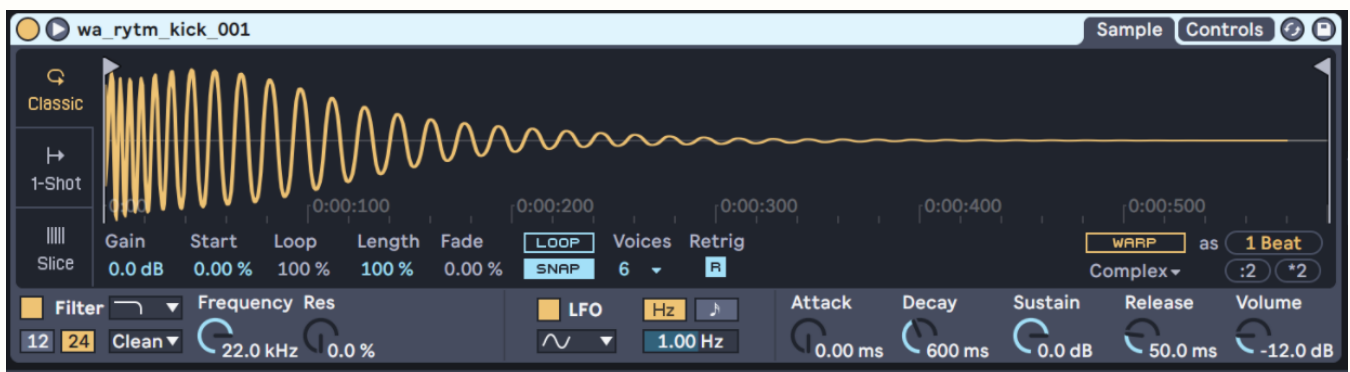 wa_rytm_kick_001 Sample Controls
Classic
1-Shot
Slice
0:00 0:00:100 0:00:200 0:00:300 0:00:400 0:00:500
Gain Start Loop Length Fade LOOP Voices Retrig WARP as 1 Beat
0.0 dB 0.00 % 100 % 100 % 0.00 % SNAP 6 R Complex :2 *2
Filter Frequency Res LFO Hz Attack Decay Sustain Release Volume
12 24 Clean 22.0 kHz 0.0 % 1.00 Hz 0.00 ms 600 ms 0.0 dB 50.0 ms -12.0 dB